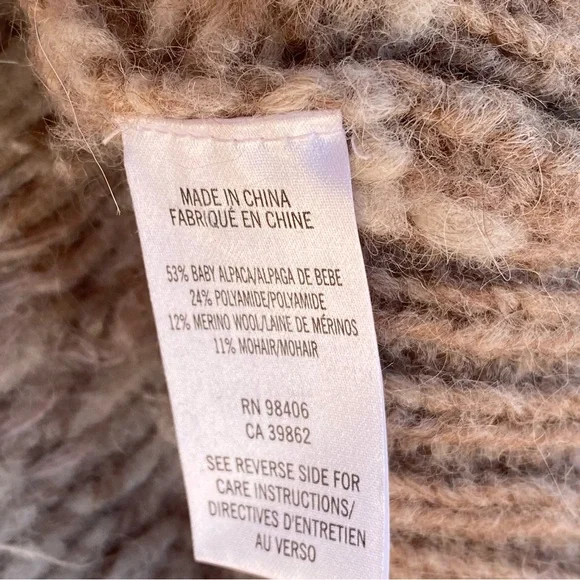 MADE IN CHINA
FABRIQUÉ EN CHINE
53% BABY ALPACA/ALPAGA DE BEBE
24% POLYAMIDE/POLYAMIDE
12% MERINO WOOL/LAINE DE MÉRINOS
11% MOHAIR/MOHAIR
RN 98406
CA 39862
SEE REVERSE SIDE FOR
CARE INSTRUCTIONS/
DIRECTIVES D'ENTRETIEN
AU VERSO